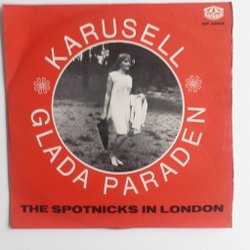 KARUSELL
GLADA PARADEN
THE SPOTNICKS IN LONDON